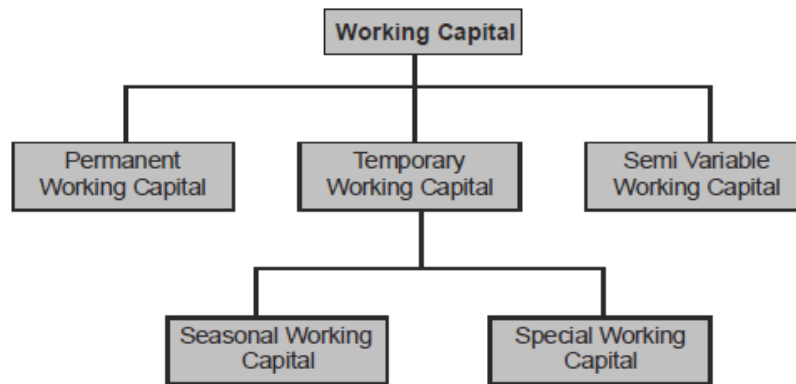 Working Capital
Permanent
Working Capital
Temporary
Working Capital
Semi Variable
Working Capital
Seasonal Working
Capital
Special Working
Capital